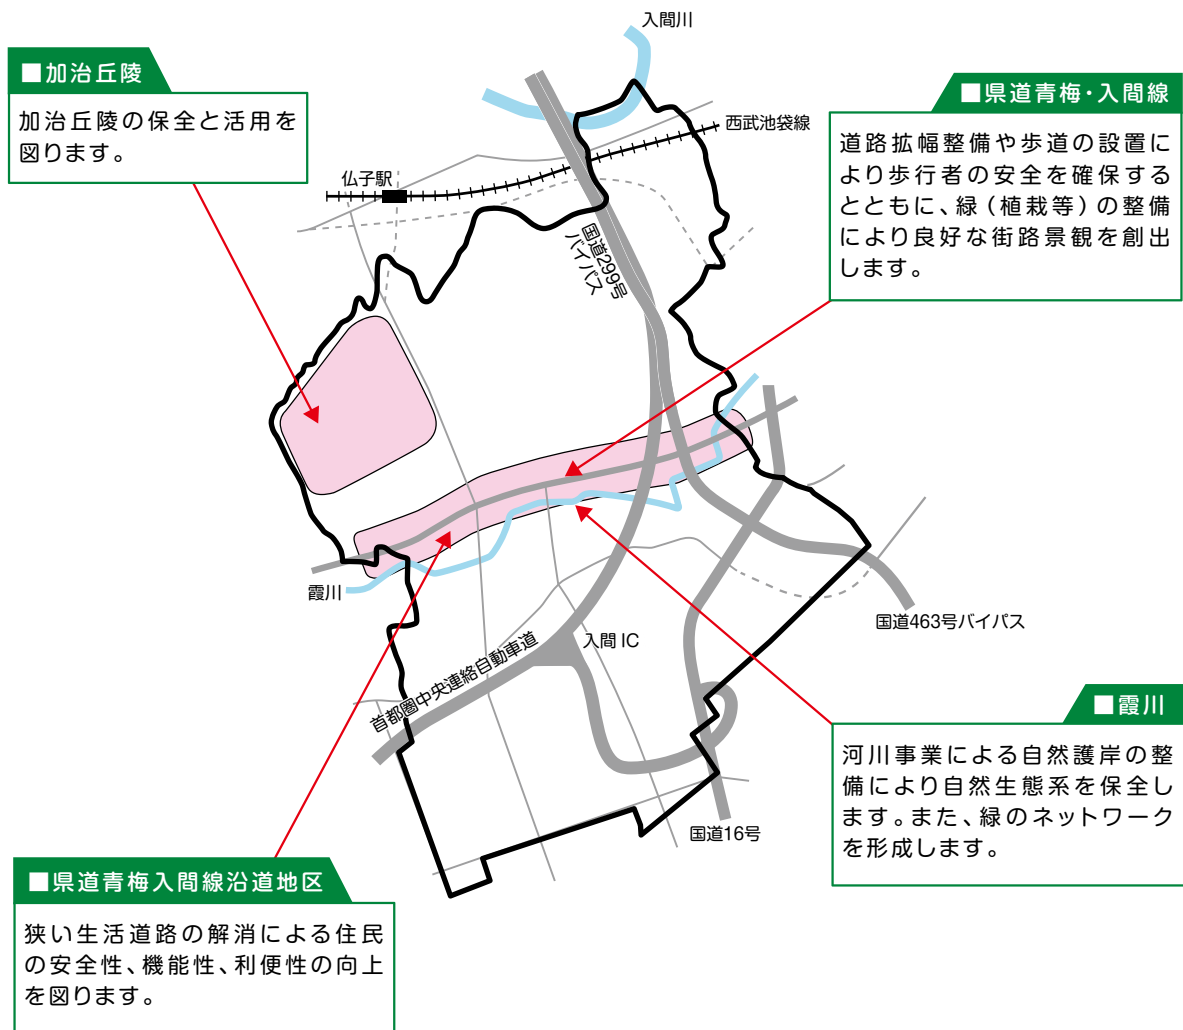 入間川
■加治丘陵
加治丘陵の保全と活用を
図ります。
■県道青梅・入間線
道路拡幅整備や歩道の設置に
より歩行者の安全を確保する
とともに、緑（植栽等）の整備
により良好な街路景観を創出
します。
西武池袋線
仏子駅
国道299号
バイパス
霞川
国道463号バイパス
入間 IC
首都圏中央連絡自動車道
■霞川
河川事業による自然護岸の整
備により自然生態系を保全し
ます。また、緑のネットワーク
を形成します。
国道16号
■県道青梅入間線沿道地区
狭い生活道路の解消による住民
の安全性、機能性、利便性の向上
を図ります。